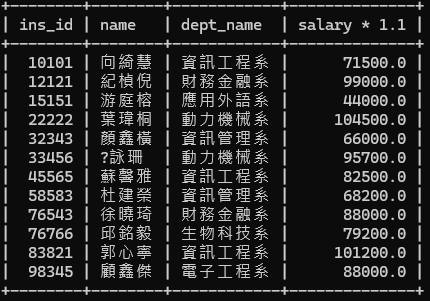 ins_id | name | dept_name | salary * 1.1
10101 | 向綺慧 | 資訊工程系 | 71500.0
12121 | 紀楨倪 | 財務金融系 | 99000.0
15151 | 游庭榕 | 應用外語系 | 44000.0
22222 | 葉瑋桐 | 動力機械系 | 104500.0
32343 | 顏鑫橫 | 資訊管理系 | 66000.0
33456 | ?詠珊 | 動力機械系 | 95700.0
45565 | 蘇馨雅 | 資訊工程系 | 82500.0
58583 | 杜建榮 | 資訊管理系 | 68200.0
76543 | 徐曉琦 | 財務金融系 | 88000.0
76766 | 邱銘毅 | 生物科技系 | 79200.0
83821 | 郭心寧 | 資訊工程系 | 101200.0
98345 | 顧鑫傑 | 電子工程系 | 88000.0